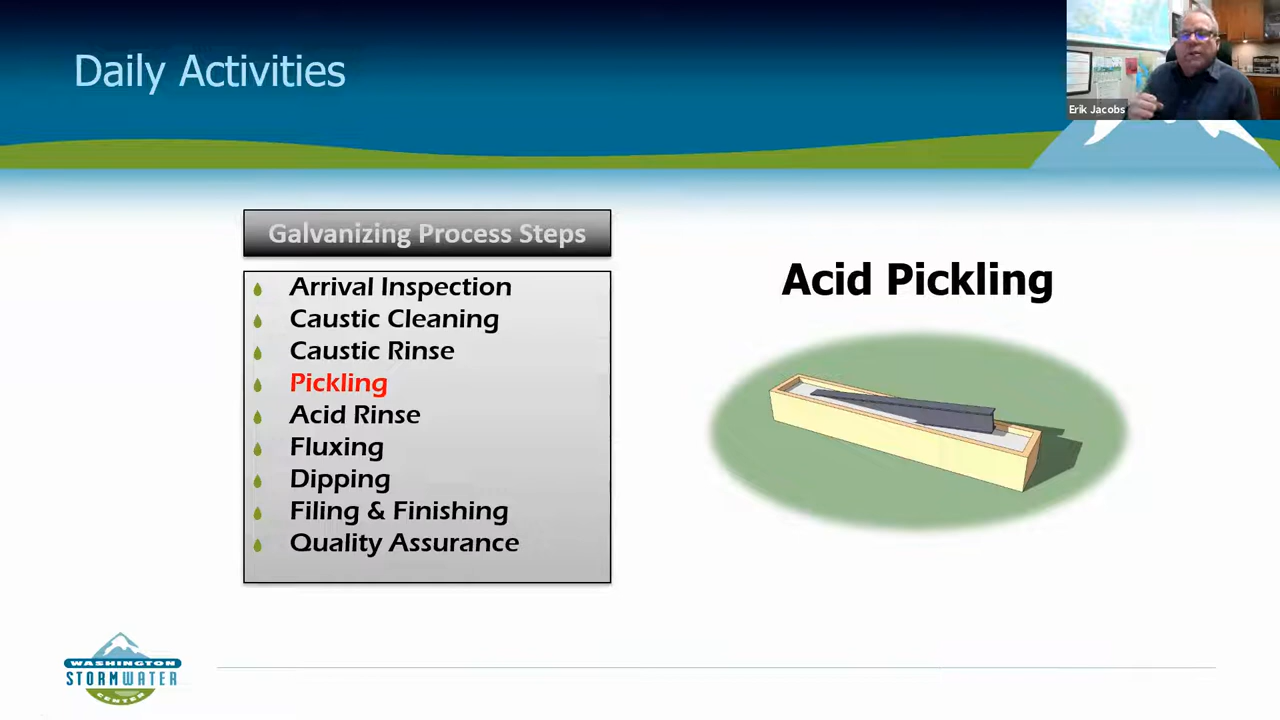 Daily Activities
Erik Jacobs
Galvanizing Process Steps
Arrival Inspection
Caustic Cleaning
Caustic Rinse
Pickling
Acid Rinse
Fluxing
Dipping
Filing & Finishing
Quality Assurance
Acid Pickling
WASHINGTON
STORMWATER
CENTER